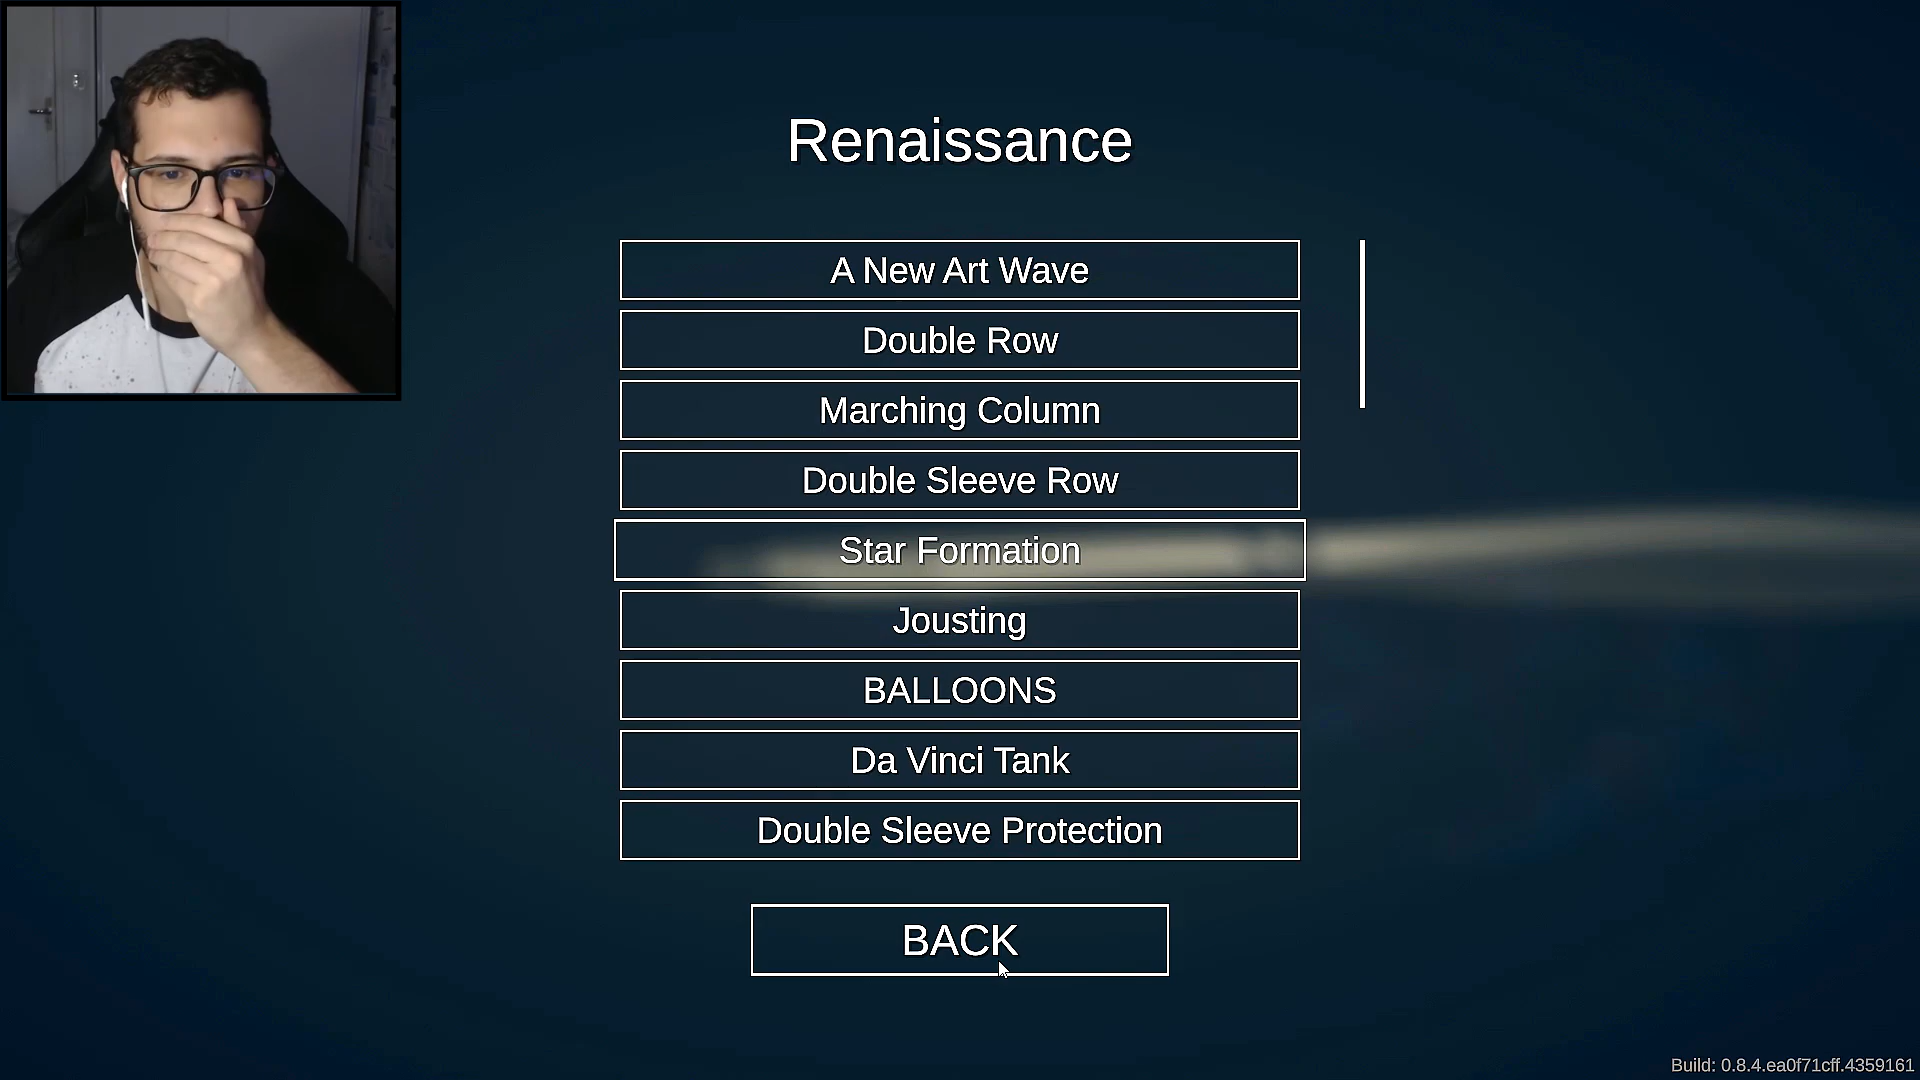 Renaissance
A New Art Wave
Double Row
Marching Column
Double Sleeve Row
Star Formation
Jousting
BALLOONS
Da Vinci Tank
Double Sleeve Protection
BACK
Build: 0.8.4.ea0f71cff.4359161